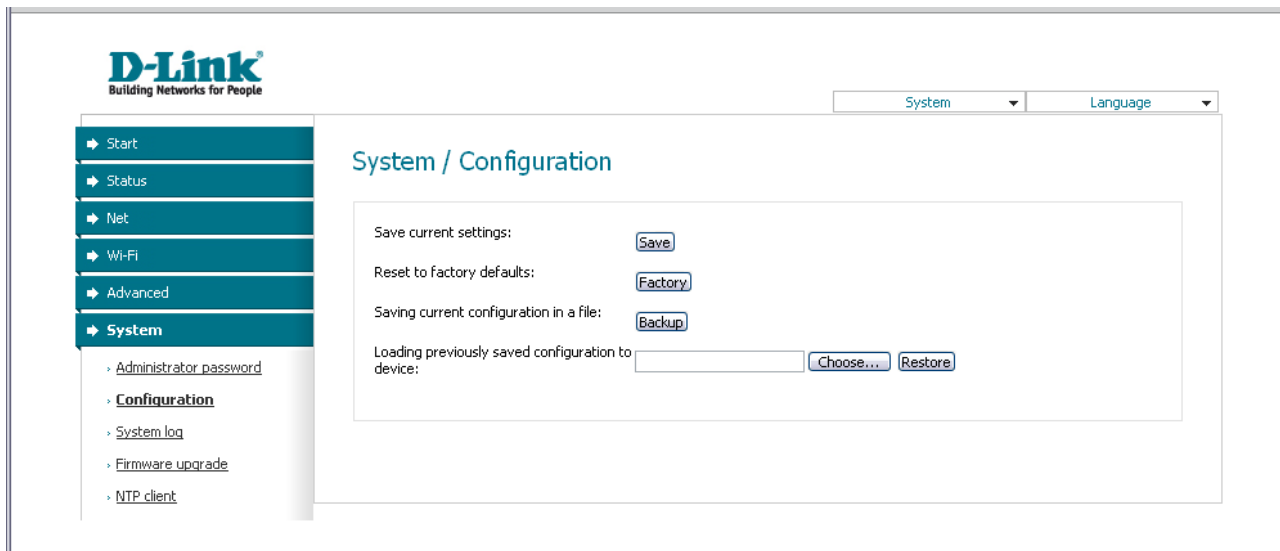 D-Link
Building Networks for People
System
Language
Start
Status
Net
Wi-Fi
Advanced
System
Administrator password
Configuration
System log
Firmware upgrade
NTP client
System / Configuration
Save current settings:
Save
Reset to factory defaults:
Factory
Saving current configuration in a file:
Backup
Loading previously saved configuration to
device:
Choose... Restore